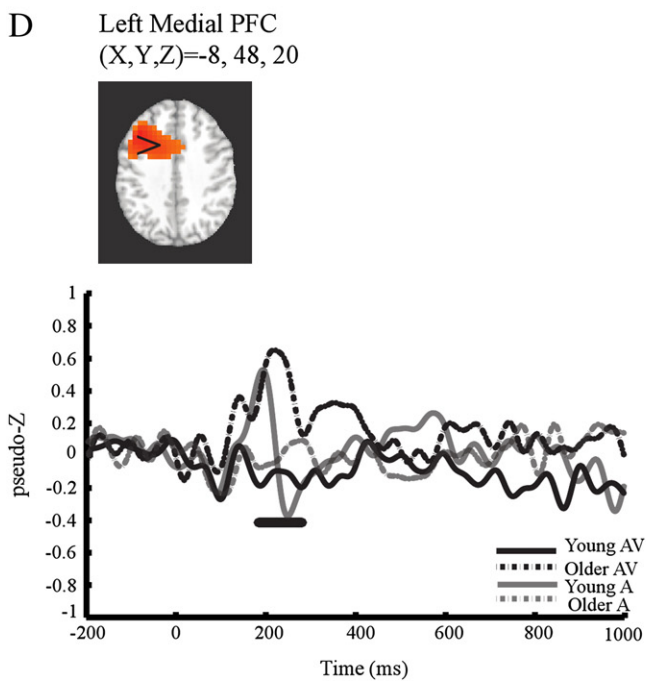 D
Left Medial PFC
(X,Y,Z)=-8, 48, 20
>
1
0.8
0.6
0.4
0.2
0
-0.2
-0.4
-0.6
-0.8
-1
pseudo-Z
-200 0 200 400 600 800 1000
Time (ms)
Young AV
Older AV
Young A
Older A